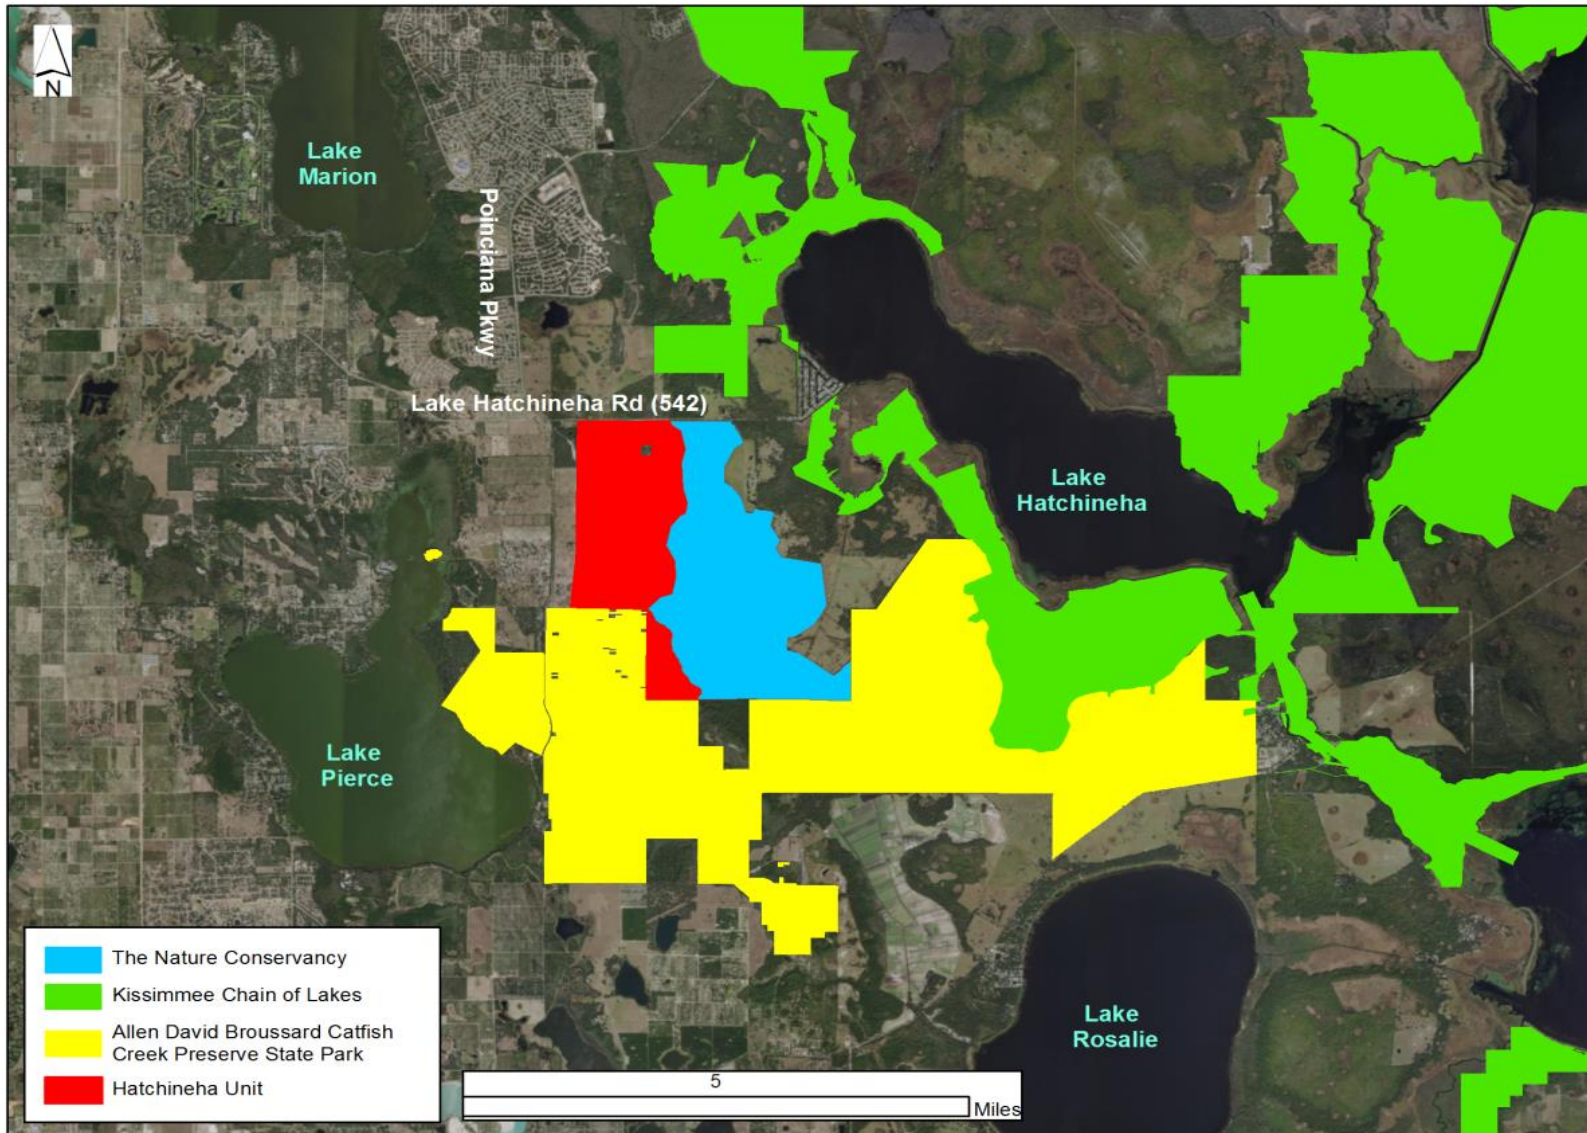 N
Lake
Marion
Poinciana Pkwy
Lake Hatchineha Rd (542)
Lake
Hatchineha
Lake
Pierce
Lake
Rosalie
The Nature Conservancy
Kissimmee Chain of Lakes
Allen David Broussard Catfish
Creek Preserve State Park
Hatchineha Unit
5
Miles